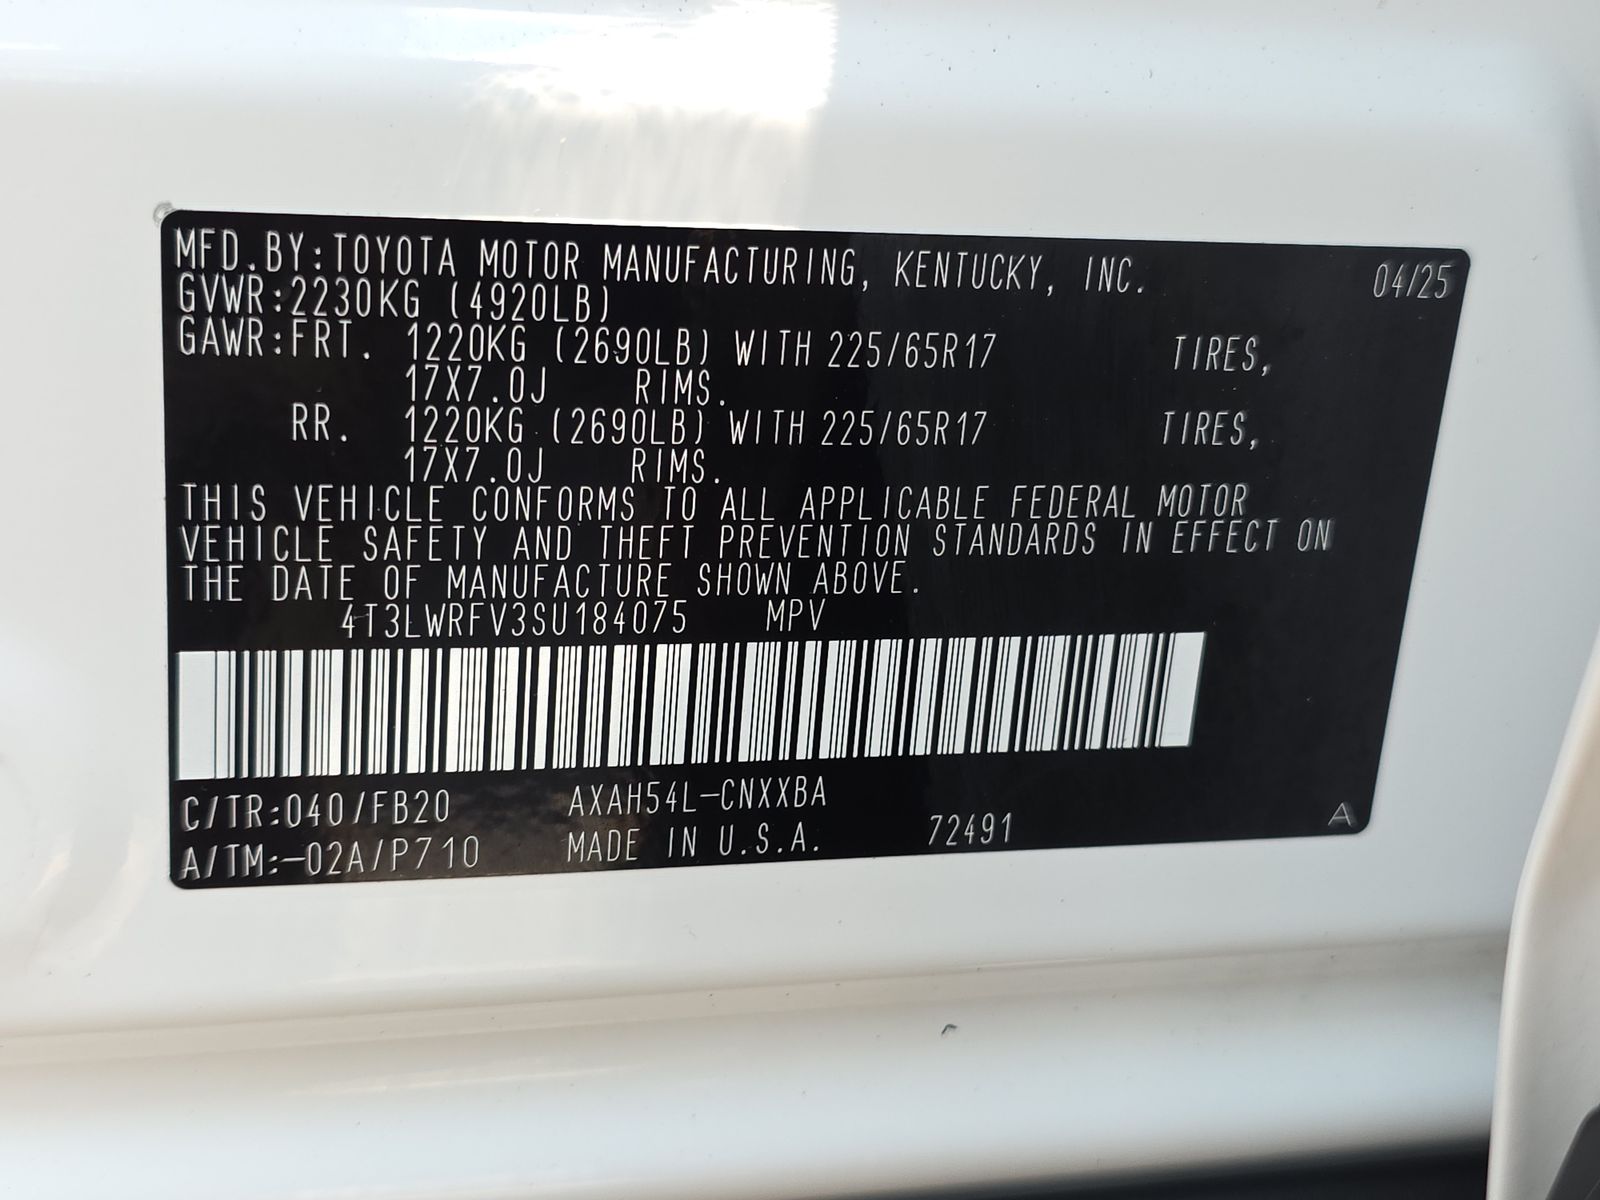 MFD.BY:TOYOTA MOTOR MANUFACTURING, KENTUCKY, INC. 04/25
GVWR:2230KG (4920LB)
GAWR:FRT. 1220KG (2690LB) WITH 225/65R17 TIRES,
17X7.0J RIMS.
RR. 1220KG (2690LB) WITH 225/65R17 TIRES,
17X7.0J RIMS.
THIS VEHICLE CONFORMS TO ALL APPLICABLE FEDERAL MOTOR
VEHICLE SAFETY AND THEFT PREVENTION STANDARDS IN EFFECT ON
THE DATE OF MANUFACTURE SHOWN ABOVE.
4T3LWRFV3SU184075 MPV
C/TR:040/FB20 AXAH54L-CNXXBA
A/TM:-02A/P710 MADE IN U.S.A. 72491 A